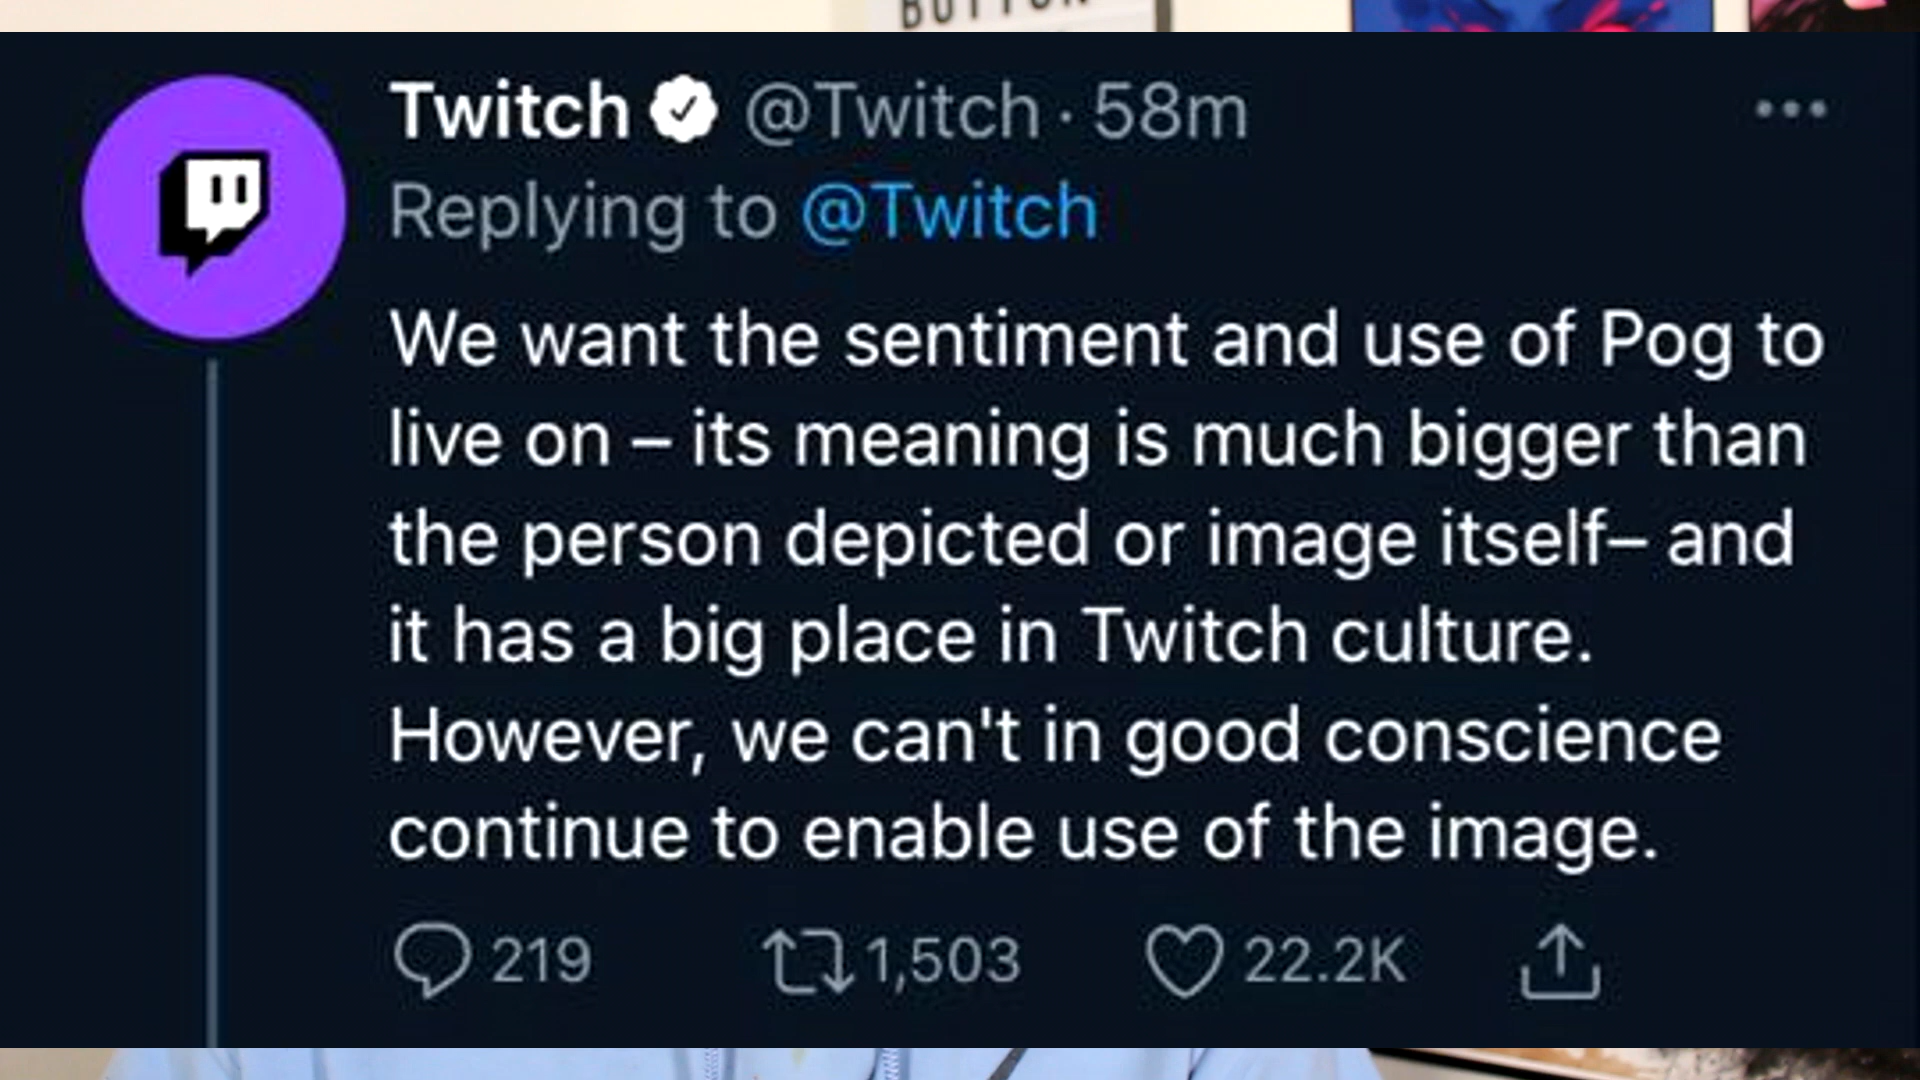 BUTTON
Twitch @Twitch · 58m
Replying to @Twitch
We want the sentiment and use of Pog to
live on – its meaning is much bigger than
the person depicted or image itself– and
it has a big place in Twitch culture.
However, we can't in good conscience
continue to enable use of the image.
219 1,503 22.2K